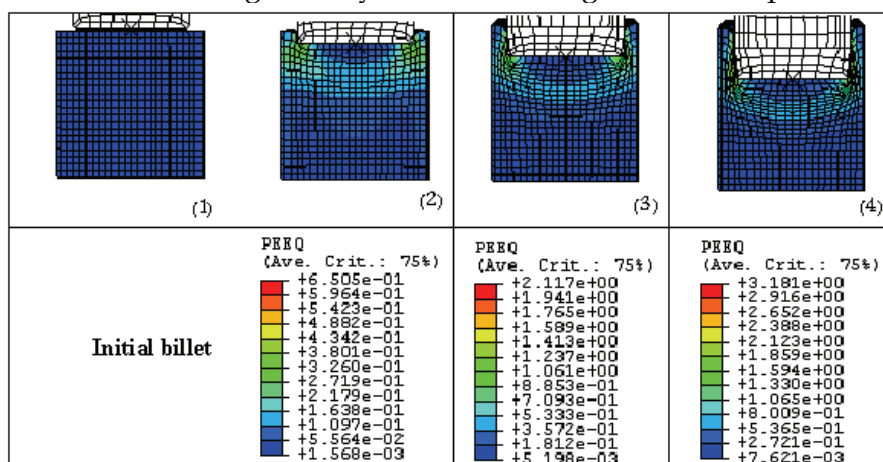 (1)
(2)
(3)
(4)
Initial billet
PEEQ
(Ave. Crit.: 75%)
+6.505e-01
+5.964e-01
+5.423e-01
+4.882e-01
+4.342e-01
+3.801e-01
+3.260e-01
+2.719e-01
+2.179e-01
+1.638e-01
+1.097e-01
+5.564e-02
+1.568e-03
PEEQ
(Ave. Crit.: 75%)
+2.117e+00
+1.941e+00
+1.765e+00
+1.589e+00
+1.413e+00
+1.237e+00
+1.061e+00
+8.853e-01
+7.093e-01
+5.333e-01
+3.572e-01
+1.812e-01
+5.198e-03
PEEQ
(Ave. Crit.: 75%)
+3.181e+00
+2.916e+00
+2.652e+00
+2.388e+00
+2.123e+00
+1.859e+00
+1.594e+00
+1.330e+00
+1.065e+00
+8.009e-01
+5.365e-01
+2.721e-01
+7.621e-03